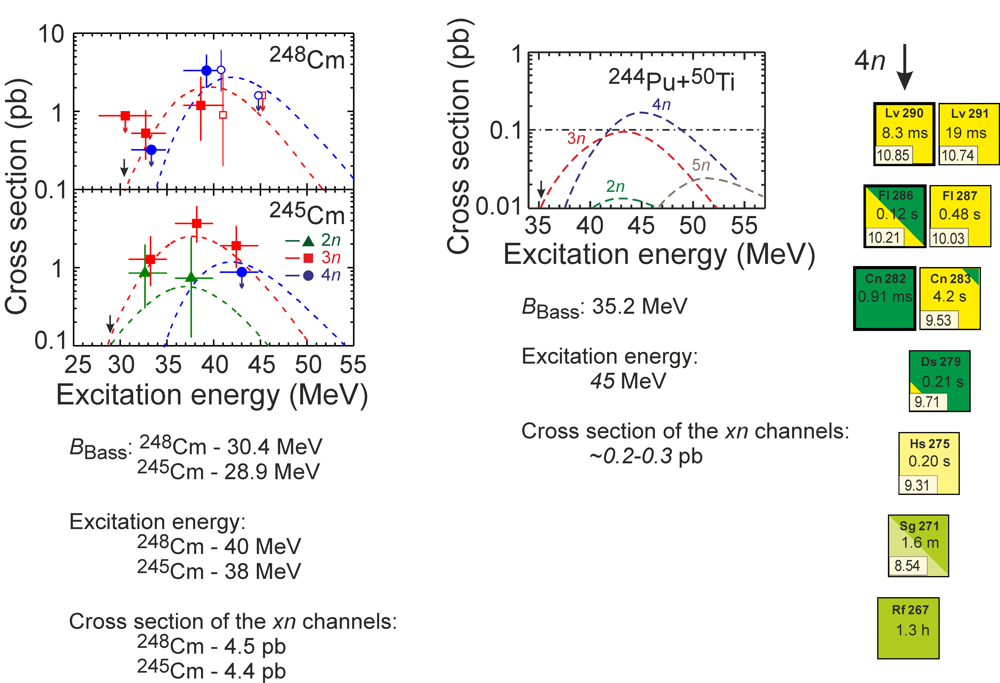 Cross section (pb)
10
1
0.1
248Cm
1
0.1
245Cm
2n
3n
4n
25 30 35 40 45 50 55
Excitation energy (MeV)
BBass: 248Cm - 30.4 MeV
245Cm - 28.9 MeV
Excitation energy:
248Cm - 40 MeV
245Cm - 38 MeV
Cross section of the xn channels:
248Cm - 4.5 pb
245Cm - 4.4 pb
Cross section (pb)
1
0.1
0.01
244Pu+50Ti
4n
3n
5n
2n
35 40 45 50 55
Excitation energy (MeV)
BBass: 35.2 MeV
Excitation energy:
45 MeV
Cross section of the xn channels:
~0.2-0.3 pb
4n
Lv 290
8.3 ms
10.85
Lv 291
19 ms
10.74
Fl 286
0.12 s
10.21
Fl 287
0.48 s
10.03
Cn 282
0.91 ms
Cn 283
4.2 s
9.53
Ds 279
0.21 s
9.71
Hs 275
0.20 s
9.31
Sg 271
1.6 m
8.54
Rf 267
1.3 h